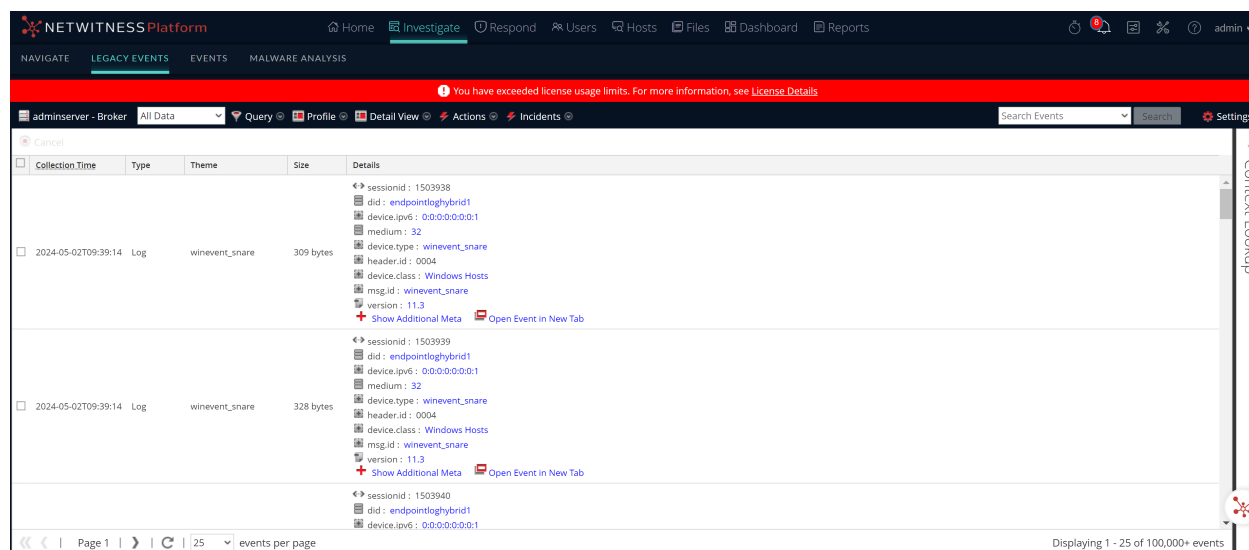 NETWITNESS Platform
Home Investigate Respond Users Hosts Files Dashboard Reports 8 admin
NAVIGATE LEGACY EVENTS EVENTS MALWARE ANALYSIS
You have exceeded license usage limits. For more information, see License Details
adminserver - Broker All Data Query Profile Detail View Actions Incidents Search Events Search Settings
Cancel
Collection Time Type Theme Size Details
sessionid : 1503938
did : endpointloghybrid1
device.ipv6 : 0:0:0:0:0:0:0:1
medium : 32
device.type : winevent_snare
2024-05-02T09:39:14 Log winevent_snare 309 bytes
header.id : 0004
device.class : Windows Hosts
msg.id : winevent_snare
version : 11.3
Show Additional Meta Open Event in New Tab
sessionid : 1503939
did : endpointloghybrid1
device.ipv6 : 0:0:0:0:0:0:0:1
medium : 32
device.type : winevent_snare
2024-05-02T09:39:14 Log winevent_snare 328 bytes
header.id : 0004
device.class : Windows Hosts
msg.id : winevent_snare
version : 11.3
Show Additional Meta Open Event in New Tab
sessionid : 1503940
did : endpointloghybrid1
device.ipv6 : 0:0:0:0:0:0:0:1
Context Lookup
Page 1 | 25 events per page Displaying 1 - 25 of 100,000+ events